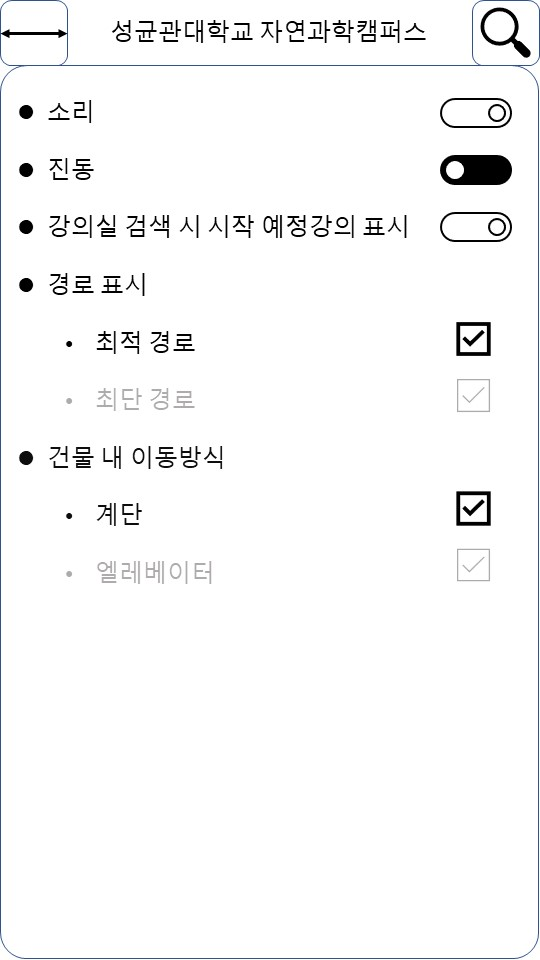 성균관대학교 자연과학캠퍼스
● 소리
● 진동
● 강의실 검색 시 시작 예정강의 표시
● 경로 표시
• 최적 경로
• 최단 경로
● 건물 내 이동방식
• 계단
• 엘레베이터